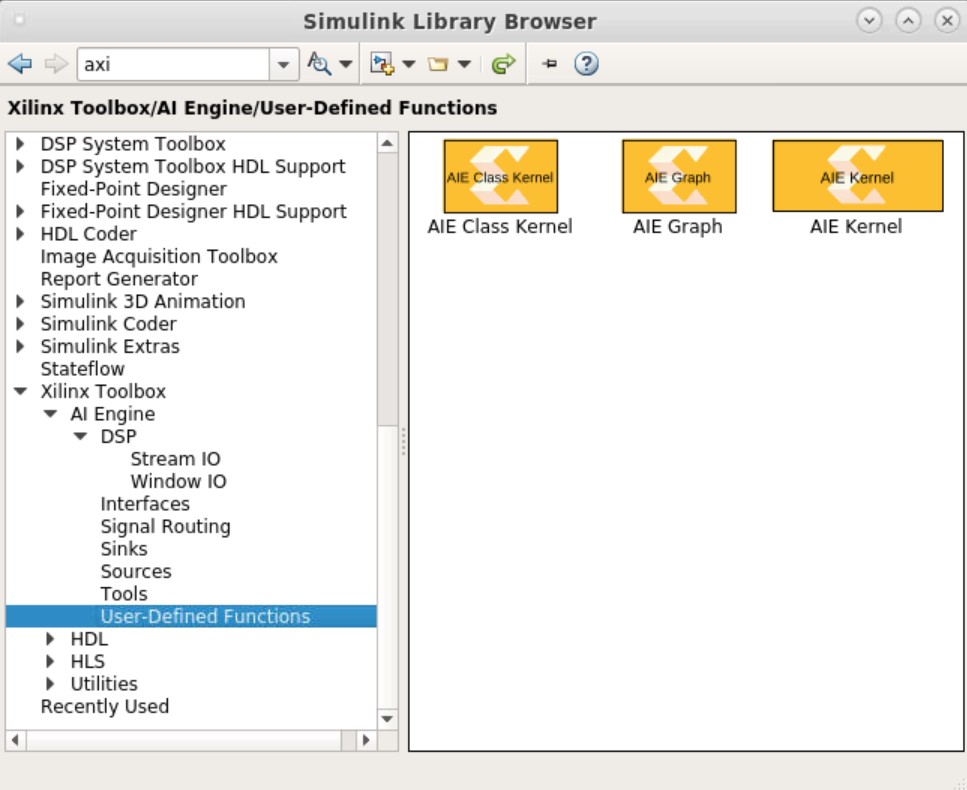 Simulink Library Browser
axi
Xilinx Toolbox/AI Engine/User-Defined Functions
DSP System Toolbox
DSP System Toolbox HDL Support
Fixed-Point Designer
Fixed-Point Designer HDL Support
HDL Coder
Image Acquisition Toolbox
Report Generator
Simulink 3D Animation
Simulink Coder
Simulink Extras
Stateflow
Xilinx Toolbox
AI Engine
DSP
Stream IO
Window IO
Interfaces
Signal Routing
Sinks
Sources
Tools
User-Defined Functions
HDL
HLS
Utilities
Recently Used
AIE Class Kernel
AIE Class Kernel
AIE Graph
AIE Graph
AIE Kernel
AIE Kernel